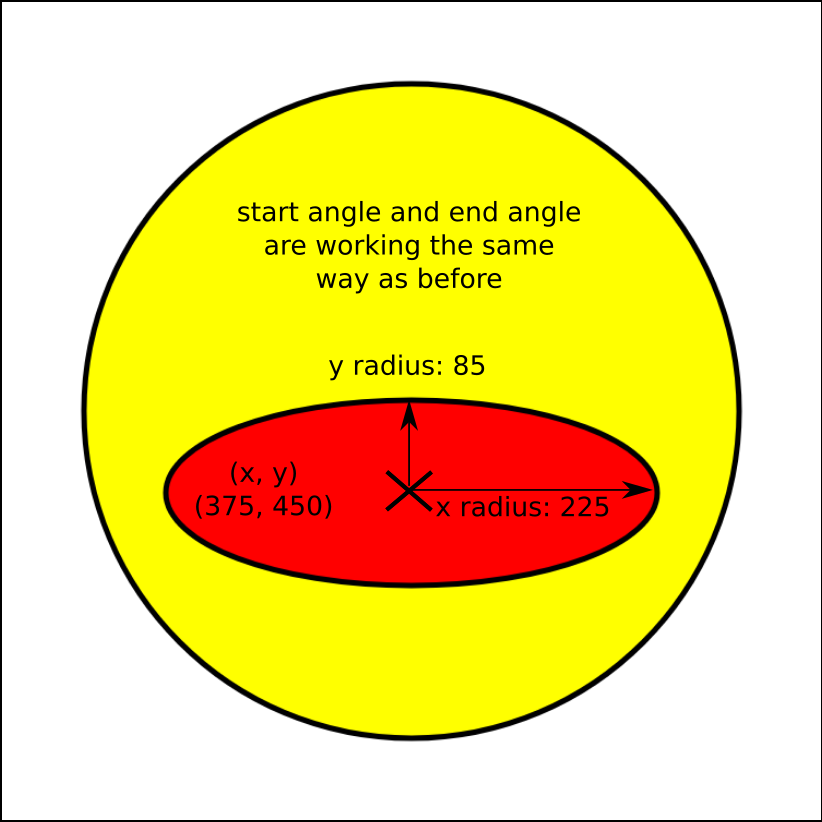 start angle and end angle
are working the same
way as before
y radius: 85
(x, y)
(375, 450)
x radius: 225